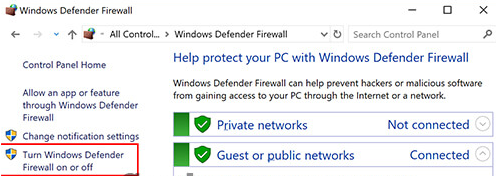 Windows Defender Firewall
All Control... > Windows Defender Firewall
Search Control Panel
Control Panel Home
Allow an app or feature
through Windows Defender
Firewall
Change notification settings
Turn Windows Defender
Firewall on or off
Help protect your PC with Windows Defender Firewall
Windows Defender Firewall can help prevent hackers or malicious software
from gaining access to your PC through the Internet or a network.
Private networks Not connected
Guest or public networks Connected